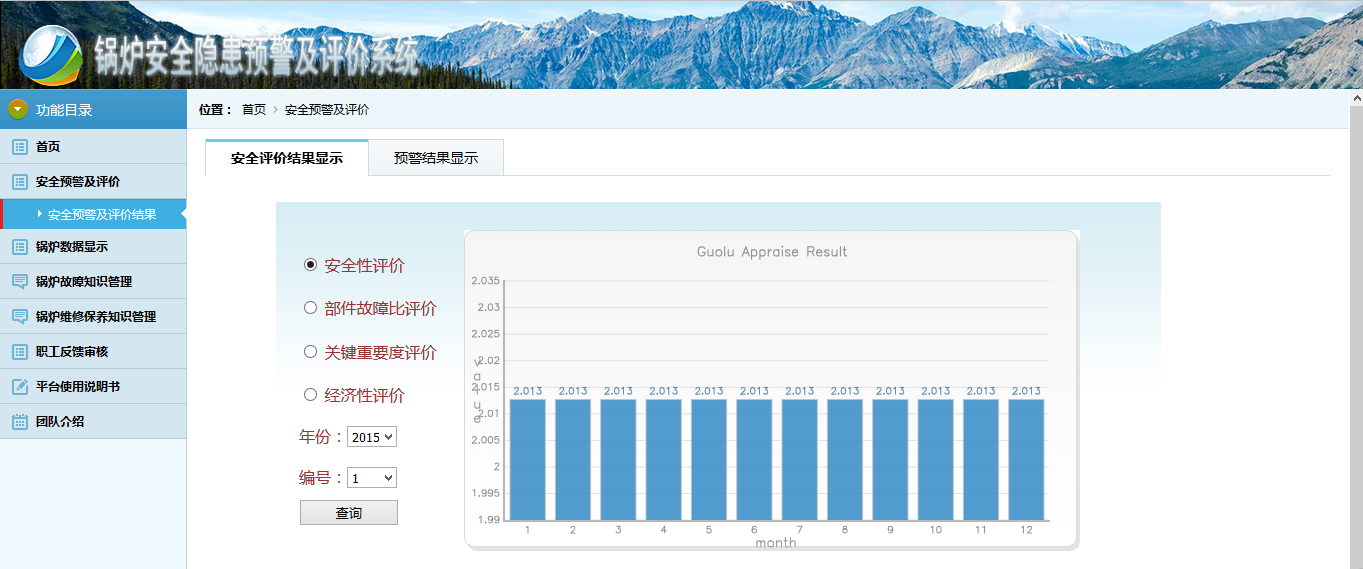 锅炉安全隐患预警及评价系统
功能目录
位置： 首页 > 安全预警及评价
首页
安全预警及评价
安全预警及评价结果
锅炉数据显示
锅炉故障知识管理
锅炉维修保养知识管理
职工反馈审核
平台使用说明书
团队介绍
安全评价结果显示 预警结果显示
安全性评价
部件故障比评价
关键重要度评价
经济性评价
年份： 2015
编号： 1
查询
Guolu Appraise Result
value
2.035
2.03
2.025
2.02
2.015
2.01
2.005
2
1.995
1.99
2.013 2.013 2.013 2.013 2.013 2.013 2.013 2.013 2.013 2.013 2.013 2.013
1 2 3 4 5 6 7 8 9 10 11 12
month